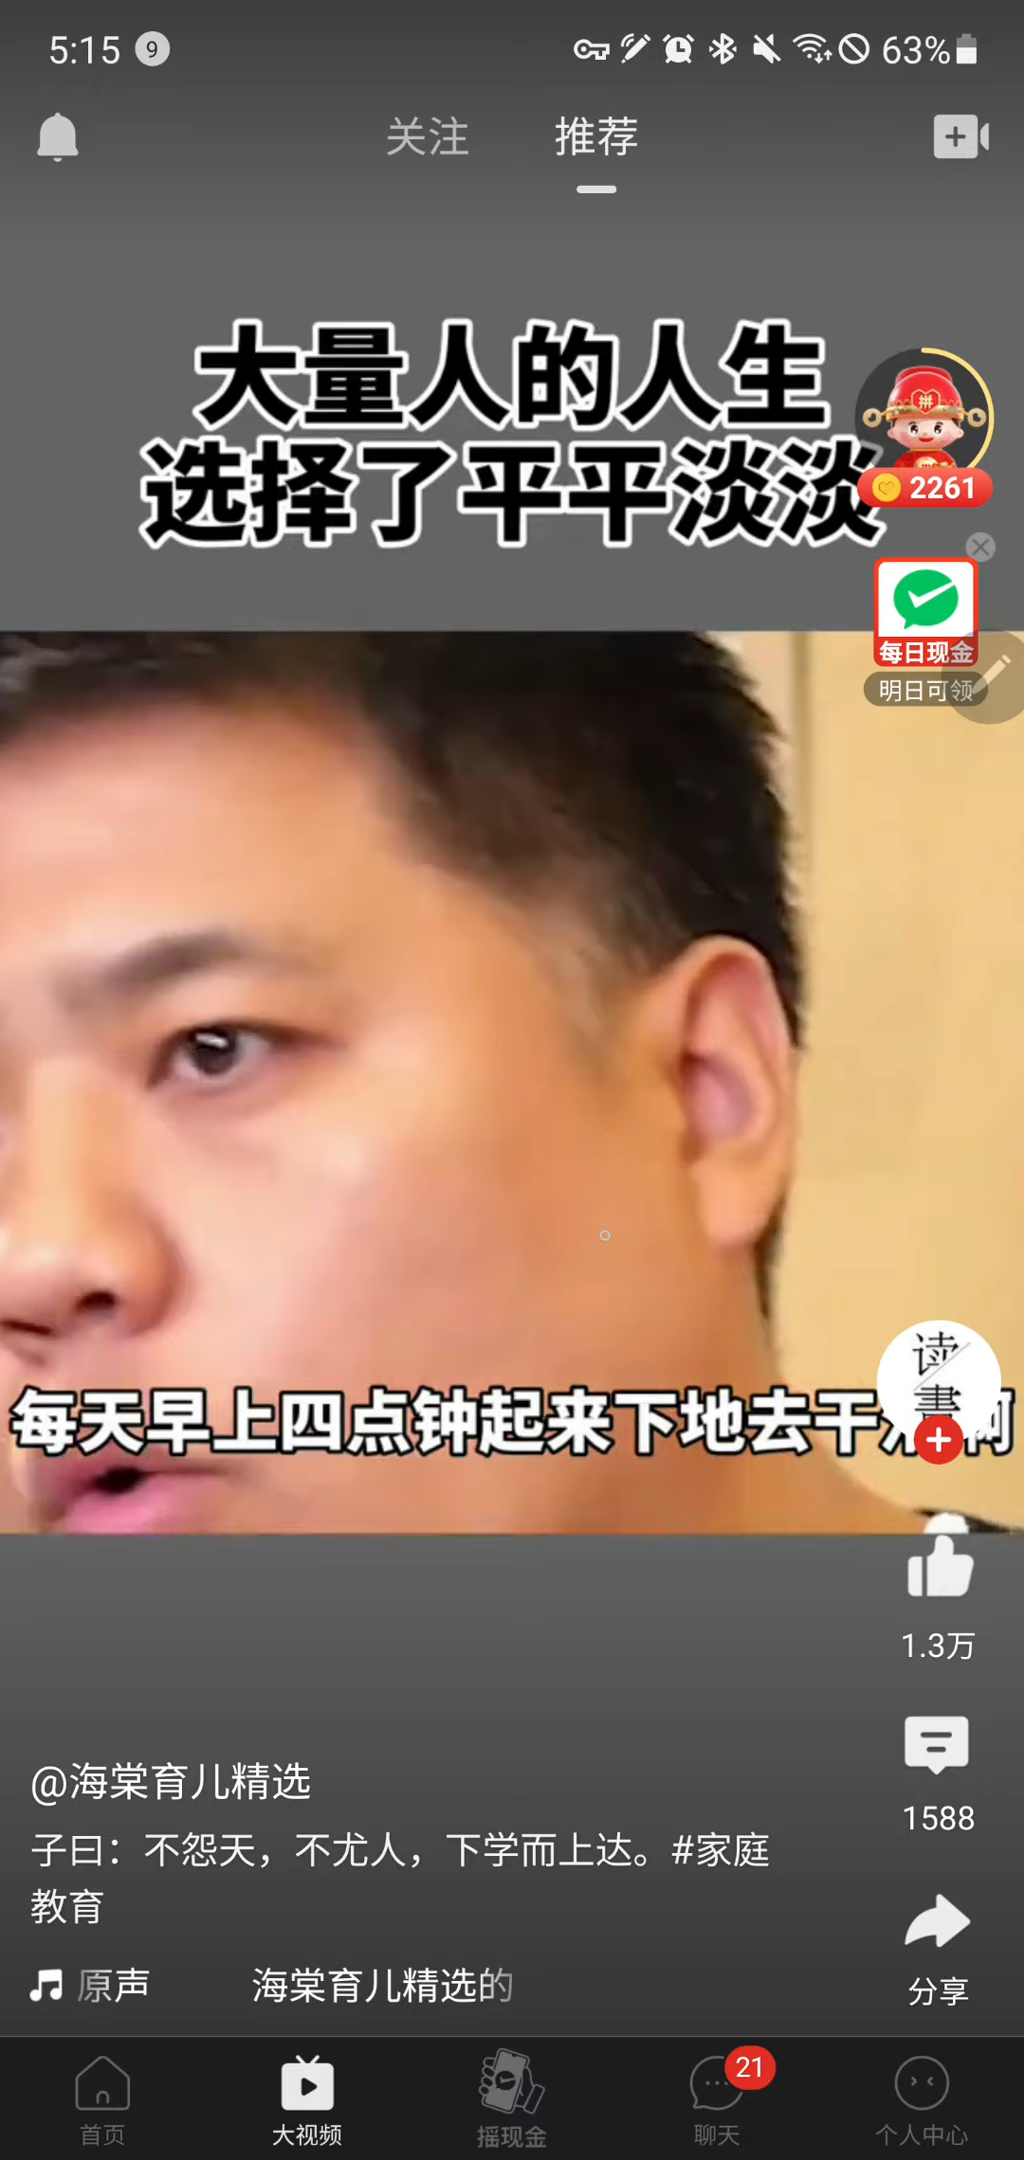 5:15 9 63%
关注 推荐
大量人的人生
选择了平平淡淡
拼
2261
每日现金
明日可领
读書
每天早上四点钟起来下地去干 啊
1.3万
1588
@海棠育儿精选
子曰：不怨天，不尤人，下学而上达。#家庭
教育
分享
原声 海棠育儿精选的
21
首页 大视频 摇现金 聊天 个人中心